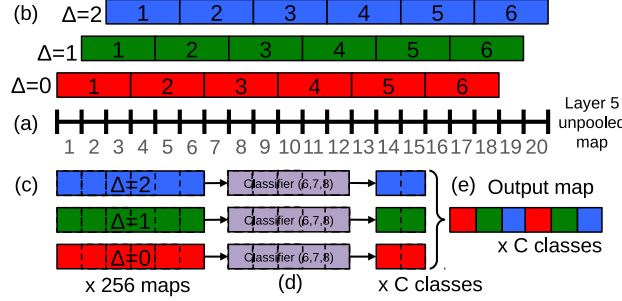 (b) Δ=2 1 2 3 4 5 6
Δ=1 1 2 3 4 5 6
Δ=0 1 2 3 4 5 6
(a) Layer 5 unpooled map
1 2 3 4 5 6 7 8 9 10 11 12 13 14 15 16 17 18 19 20
(c) Δ=2 Classifier (6,7,8) (e) Output map
Δ=1 Classifier (6,7,8)
x C classes
Δ=0 Classifier (6,7,8)
x 256 maps (d) x C classes